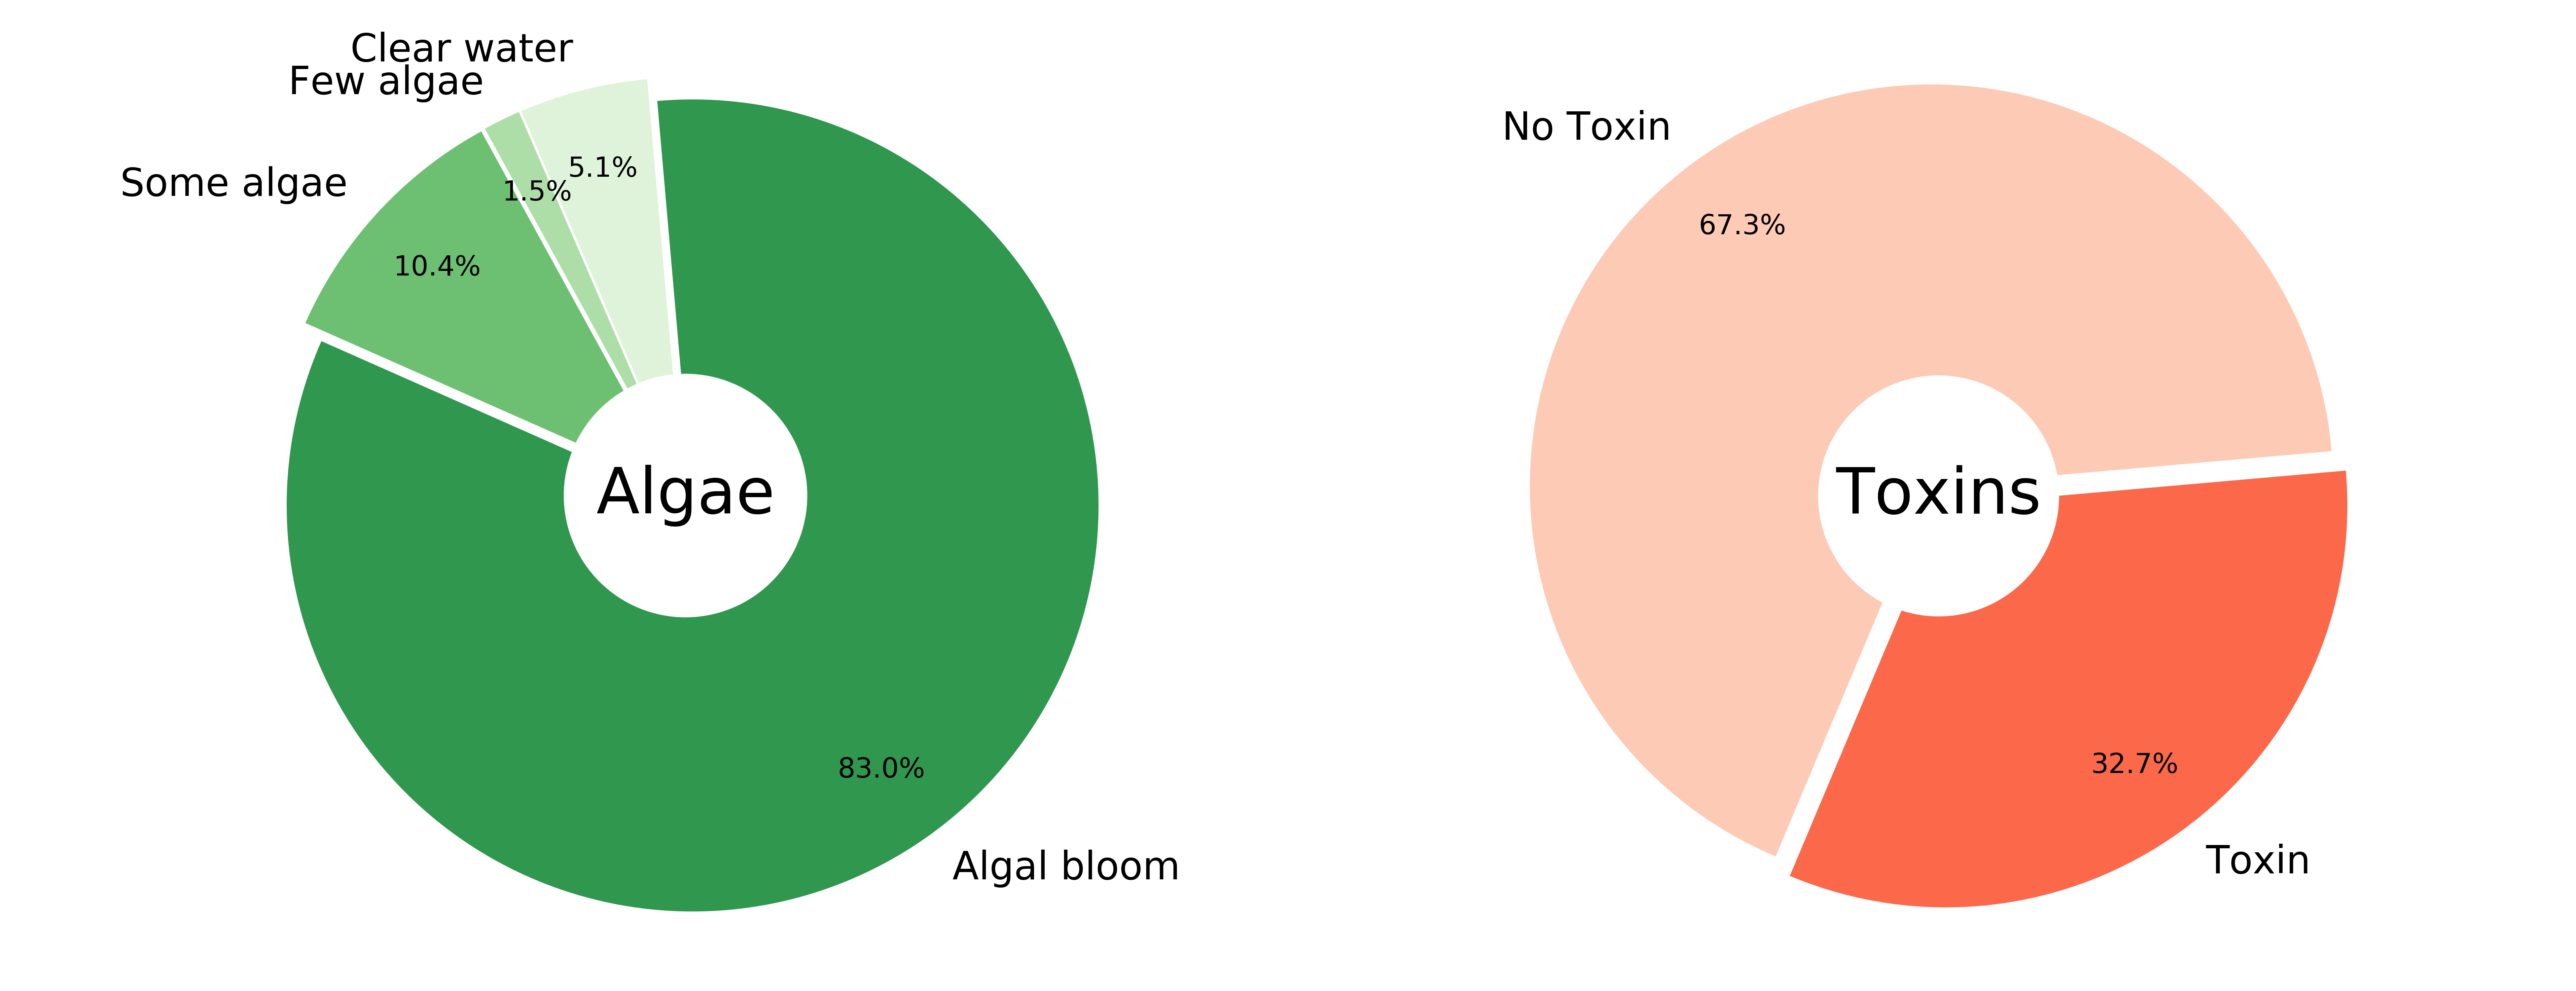 Clear water
Few algae
Some algae
5.1%
1.5%
10.4%
Algae
83.0%
Algal bloom
No Toxin
67.3%
Toxins
32.7%
Toxin